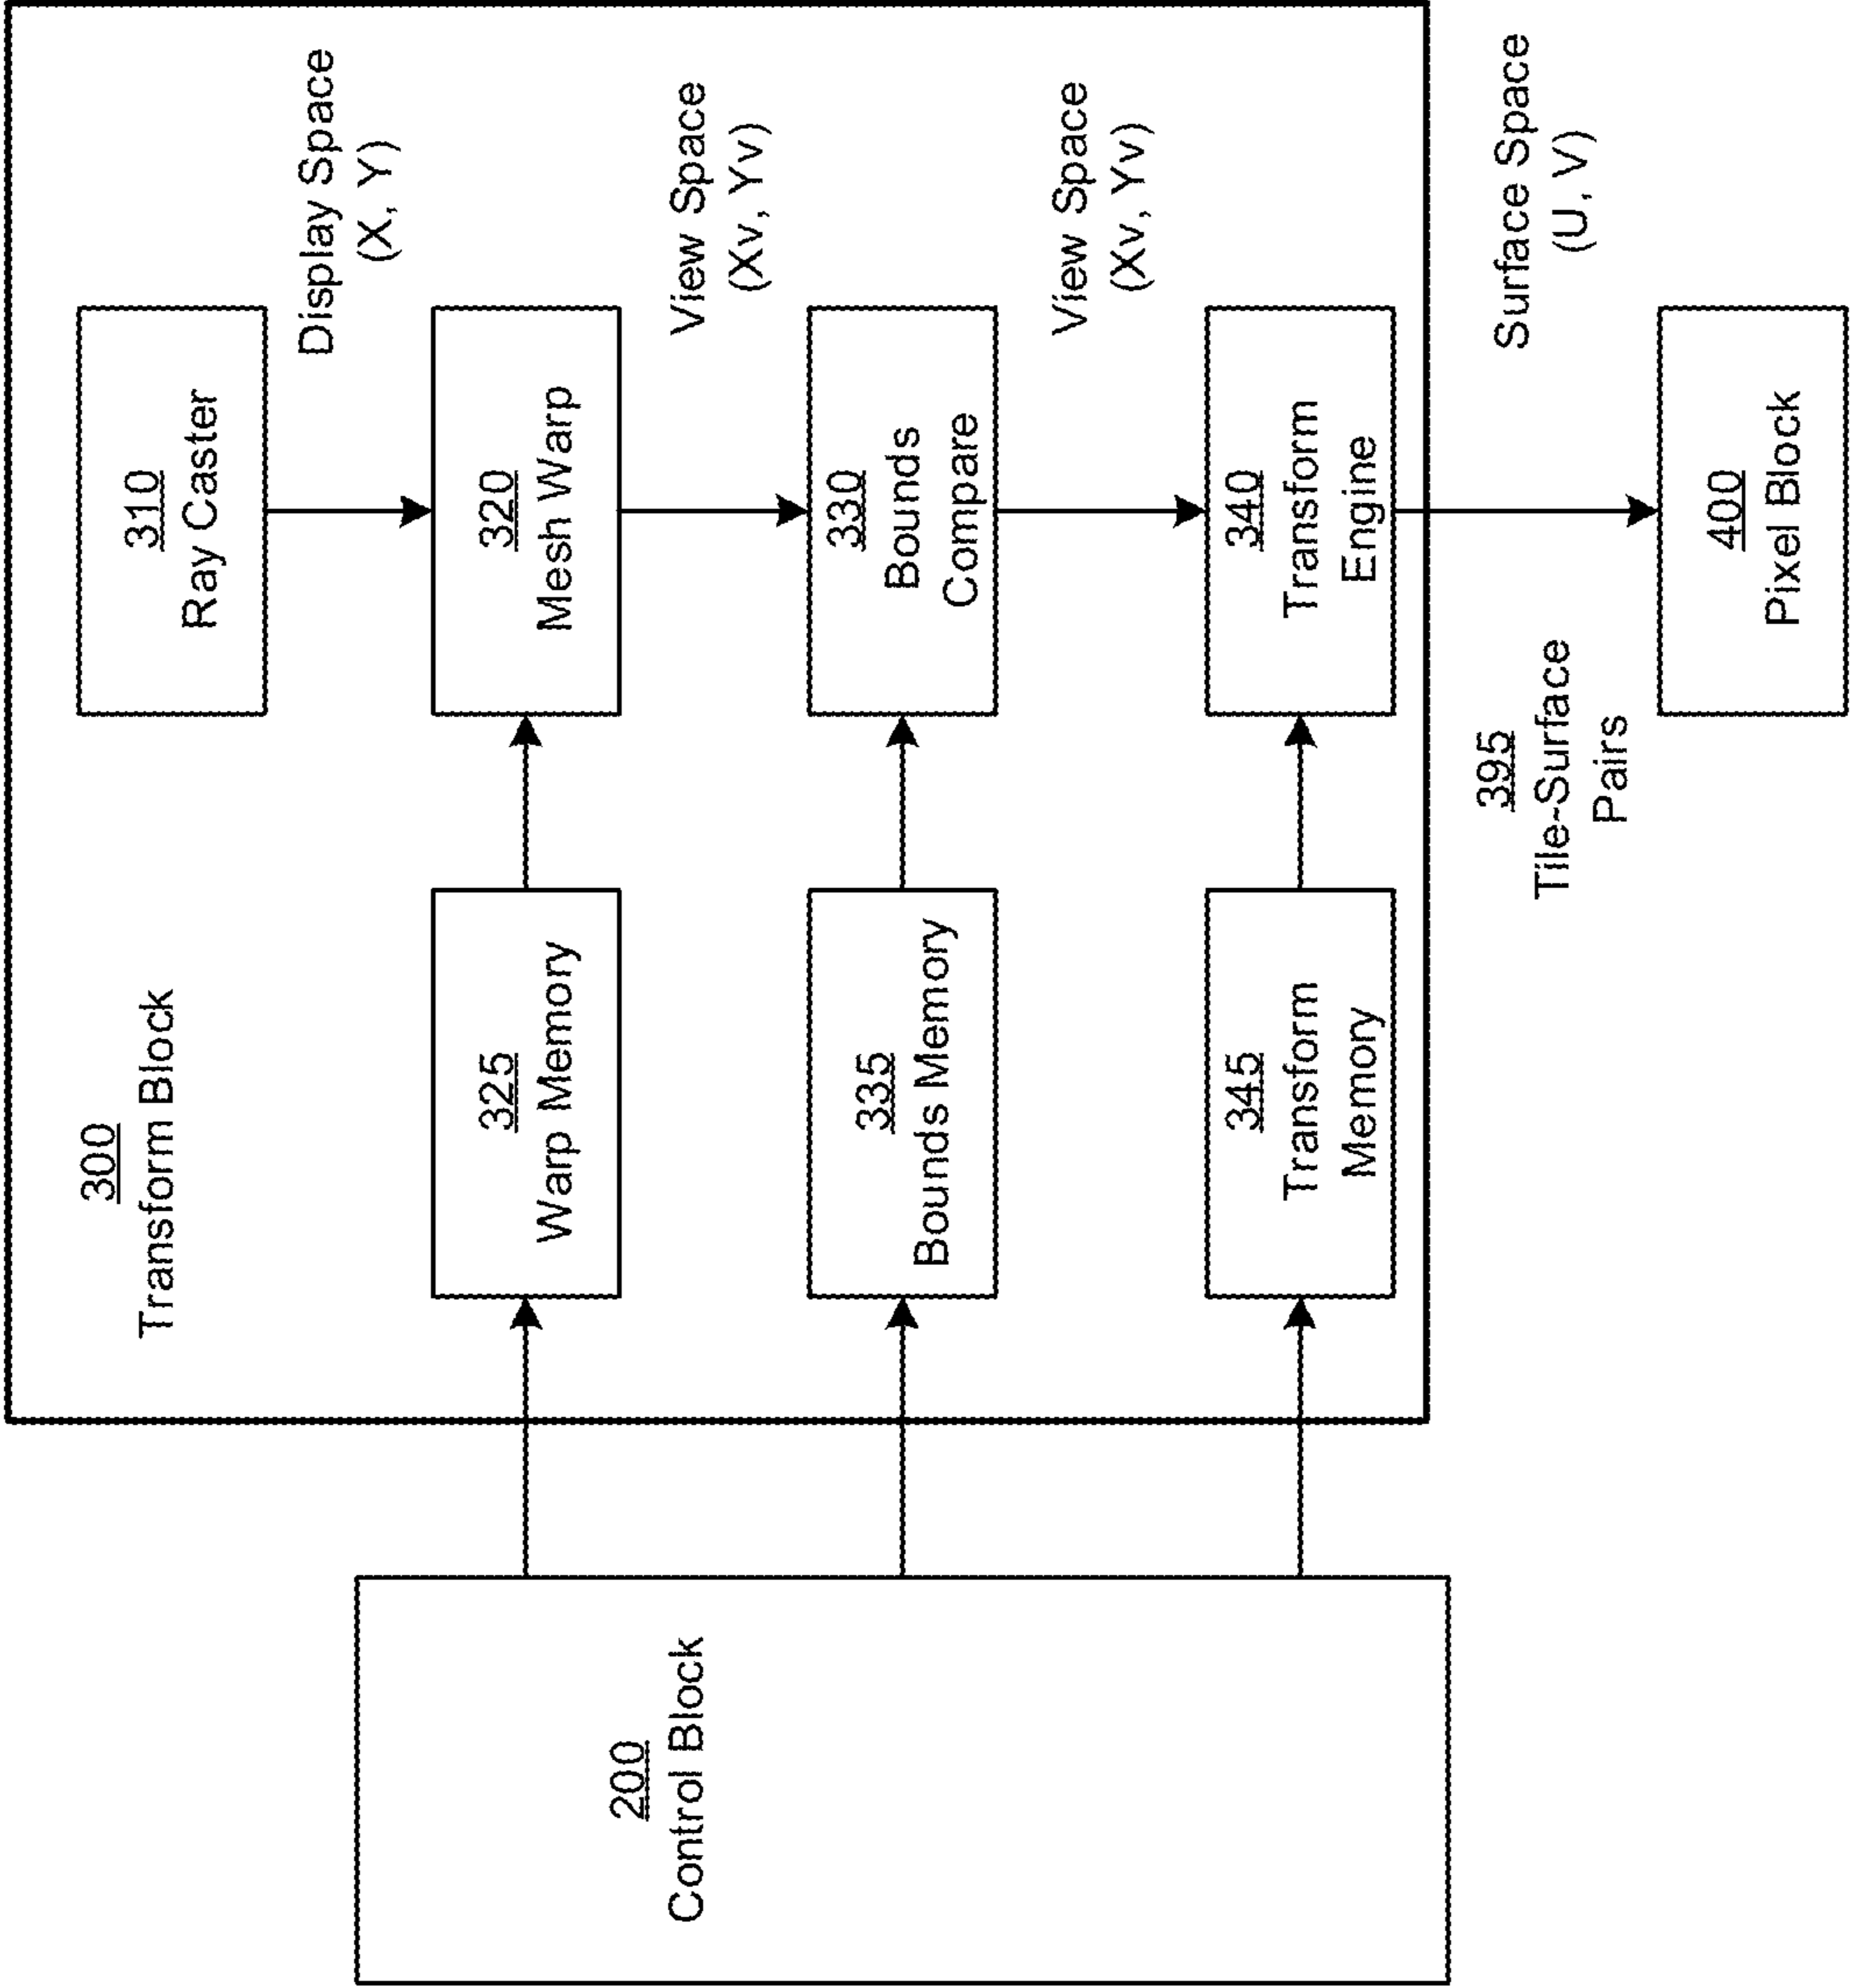 300
Transform Block
310
Ray Caster
Display Space
(X, Y)
325
Warp Memory
320
Mesh Warp
View Space
(Xv, Yv)
200
Control Block
335
Bounds Memory
330
Bounds
Compare
View Space
(Xv, Yv)
345
Transform
Memory
340
Transform
Engine
395
Tile-Surface
Pairs
Surface Space
(U, V)
400
Pixel Block